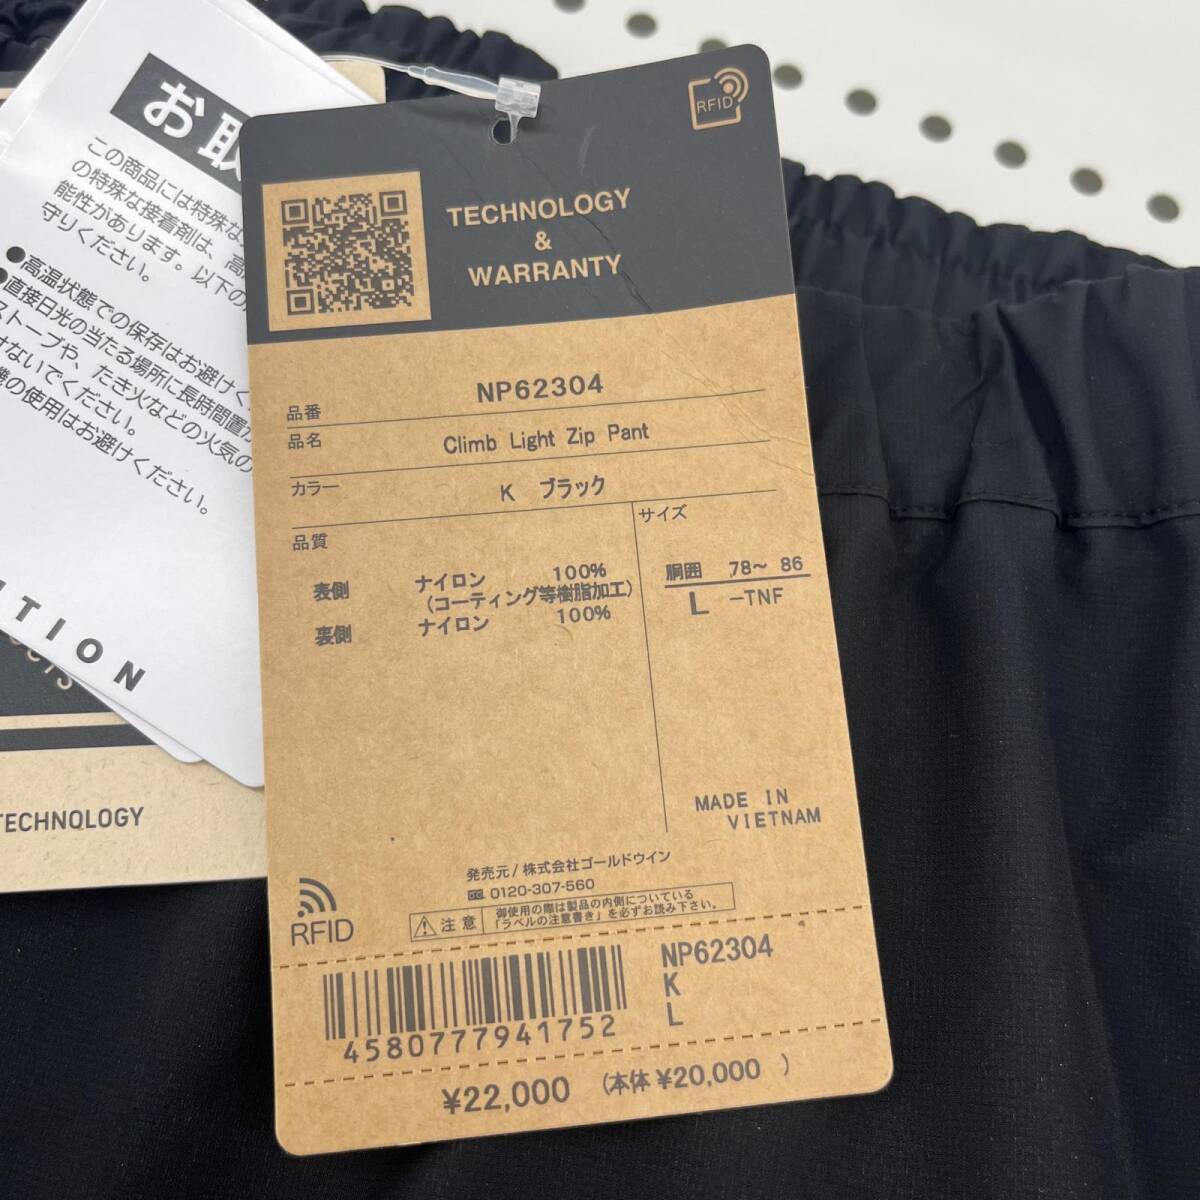 お取
この商品には特殊な
の特殊な接着剤は、高
能性があります。以下の
守りください。
●高温状態での保存はお避けく
●直接日光の当たる場所に長時間置か
ストーブや、たき火などの火気の
けないでください。
機の使用はお避けください。
TION
TECHNOLOGY
RFID
TECHNOLOGY
&
WARRANTY
品番 NP62304
品名 Climb Light Zip Pant
カラー K ブラック
品質
表側 ナイロン 100%
(コーティング等樹脂加工)
裏側 ナイロン 100%
サイズ
胴囲 78～ 86
L -TNF
MADE IN
VIETNAM
発売元/株式会社ゴールドウイン
0120-307-560
RFID
注意 御使用の際は製品の内側についている
「ラベルの注意書き」を必ずお読み下さい。
4580777941752
NP62304
K
L
¥22,000 (本体 ¥20,000 )